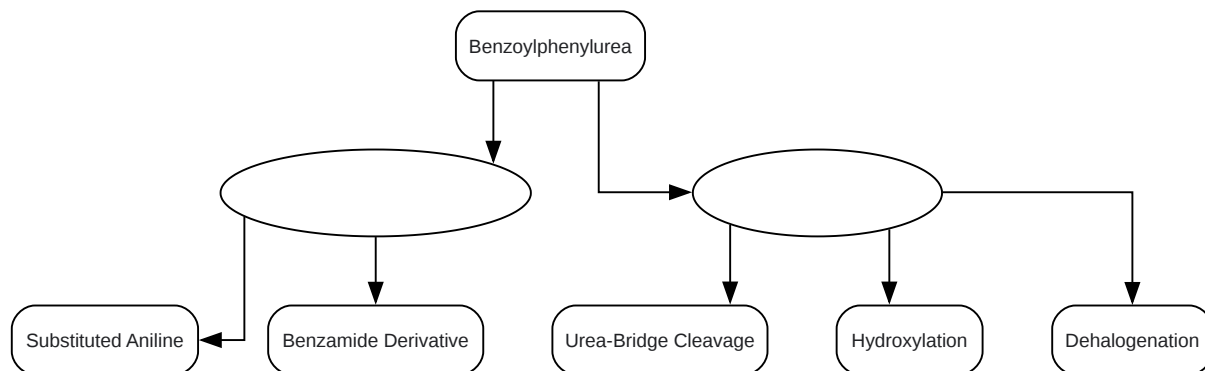 Benzoylphenylurea
Substituted Aniline
Benzamide Derivative
Urea-Bridge Cleavage
Hydroxylation
Dehalogenation